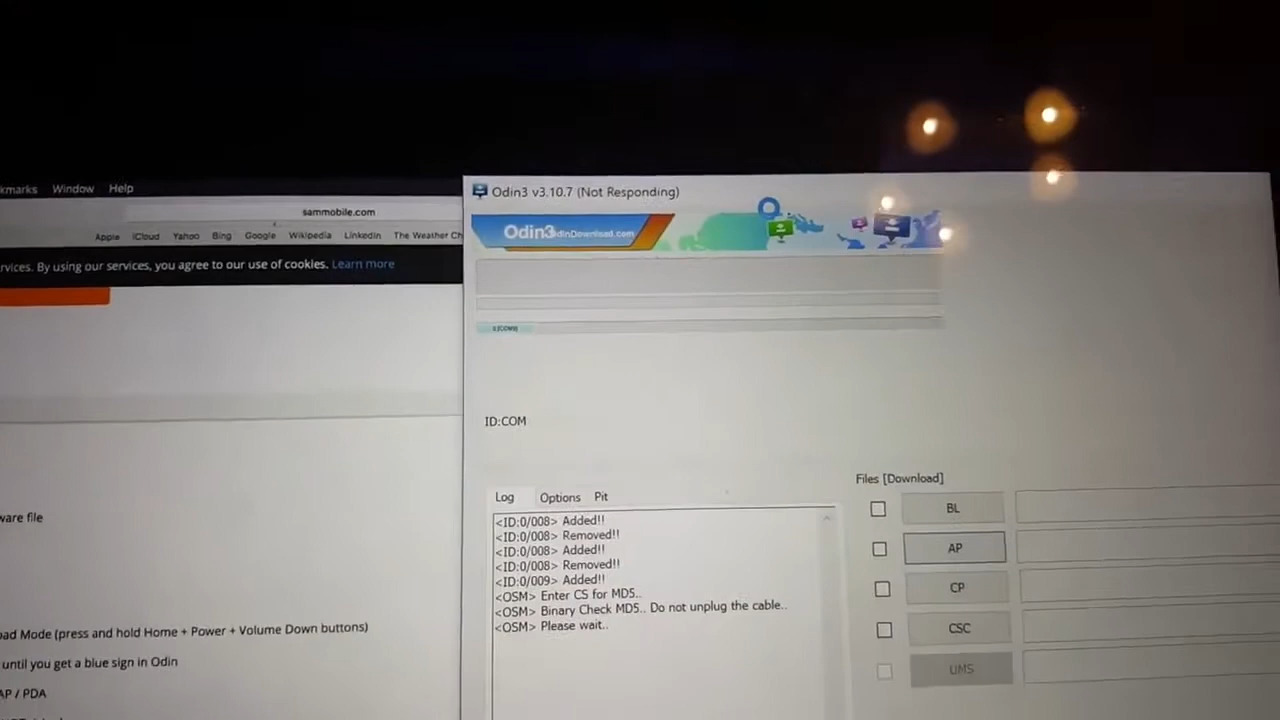 kmarks Window Help
sammobile.com
Apple iCloud Yahoo Bing Google Wikipedia LinkedIn The Weather Ch
rvices. By using our services, you agree to our use of cookies. Learn more
ware file
oad Mode (press and hold Home + Power + Volume Down buttons)
until you get a blue sign in Odin
AP / PDA
Odin3 v3.10.7 (Not Responding)
Odin3
dinDownload.com
ID:COM
ID:COM
Log Options Pit
<ID:0/008> Added!!
<ID:0/008> Removed!!
<ID:0/008> Added!!
<ID:0/008> Removed!!
<ID:0/009> Added!!
<OSM> Enter CS for MD5..
<OSM> Binary Check MD5.. Do not unplug the cable..
<OSM> Please wait..
Files [Download]
BL
AP
CP
CSC
UMS